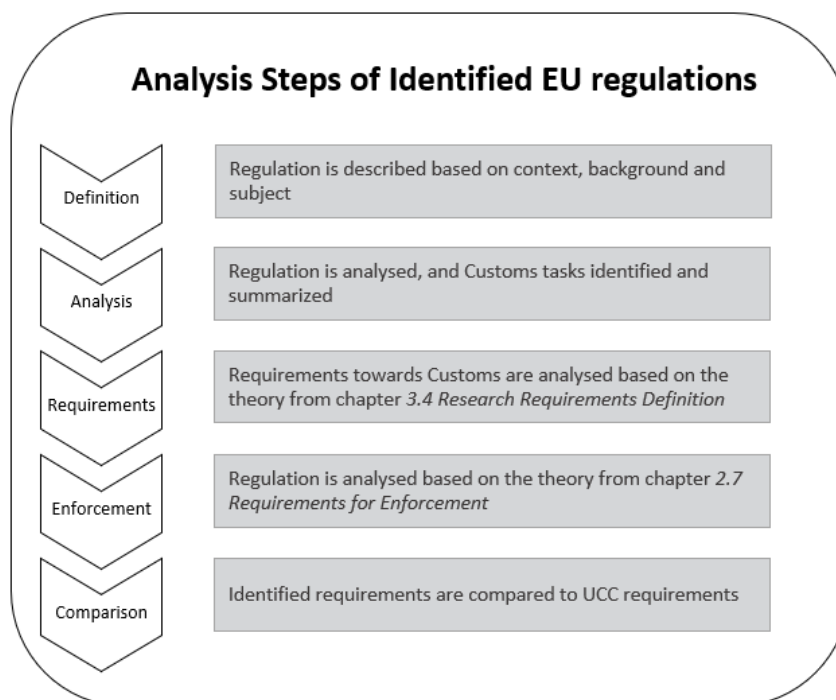 Analysis Steps of Identified EU regulations
Definition
Regulation is described based on context, background and
subject
Analysis
Regulation is analysed, and Customs tasks identified and
summarized
Requirements
Requirements towards Customs are analysed based on the
theory from chapter 3.4 Research Requirements Definition
Enforcement
Regulation is analysed based on the theory from chapter 2.7
Requirements for Enforcement
Comparison
Identified requirements are compared to UCC requirements